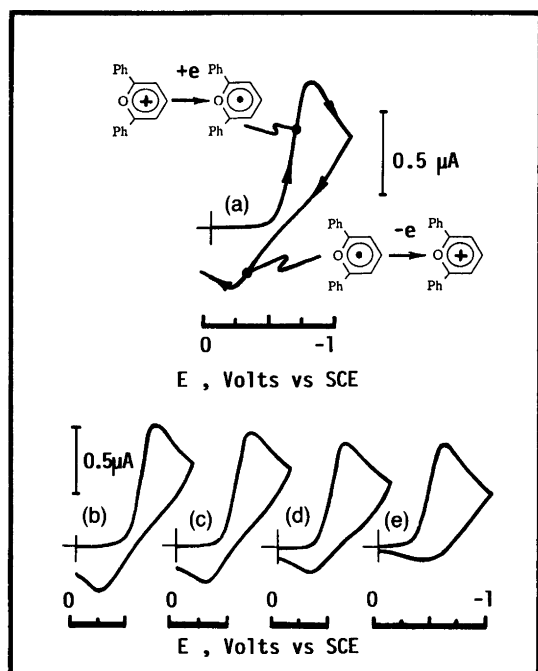 Ph +e Ph
O + O •
Ph Ph
0.5 μA
(a)
Ph -e Ph
O • O +
Ph Ph
0 -1
E , Volts vs SCE
0.5μA
(b) (c) (d) (e)
0 0 0 0 -1
E , Volts vs SCE